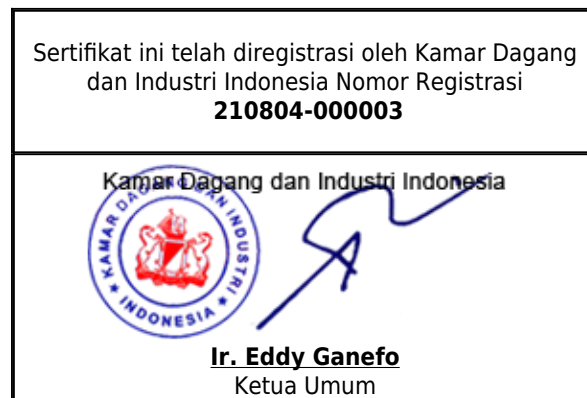 Sertifikat ini telah diregistrasi oleh Kamar Dagang
dan Industri Indonesia Nomor Registrasi
210804-000003
Kamar Dagang dan Industri Indonesia
KAMAR DAGANG DAN INDUSTRI
INDONESIA
Ir. Eddy Ganefo
Ketua Umum